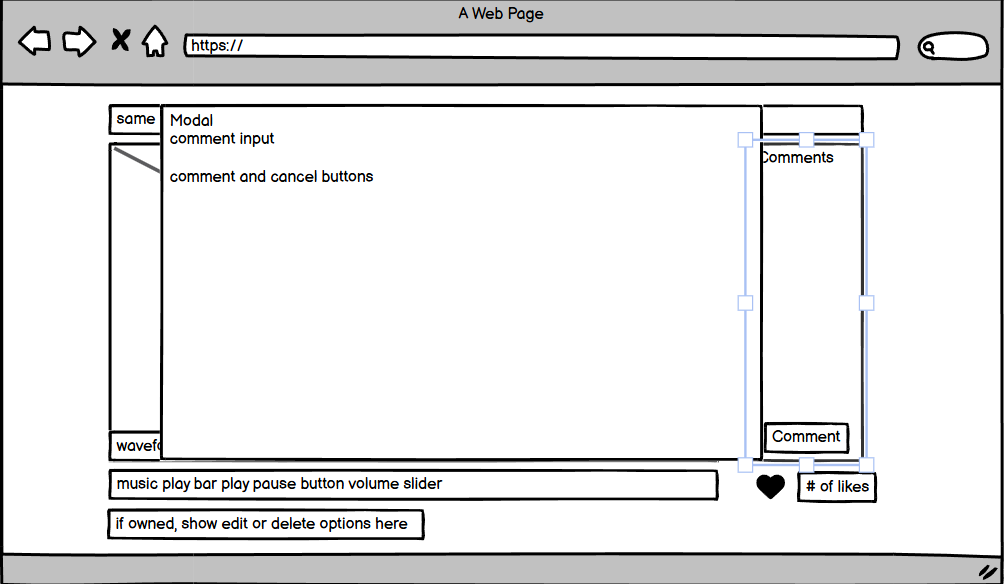 A Web Page
https://
same
Modal
comment input
comment and cancel buttons
Comments
Comment
music play bar play pause button volume slider
# of likes
if owned, show edit or delete options here